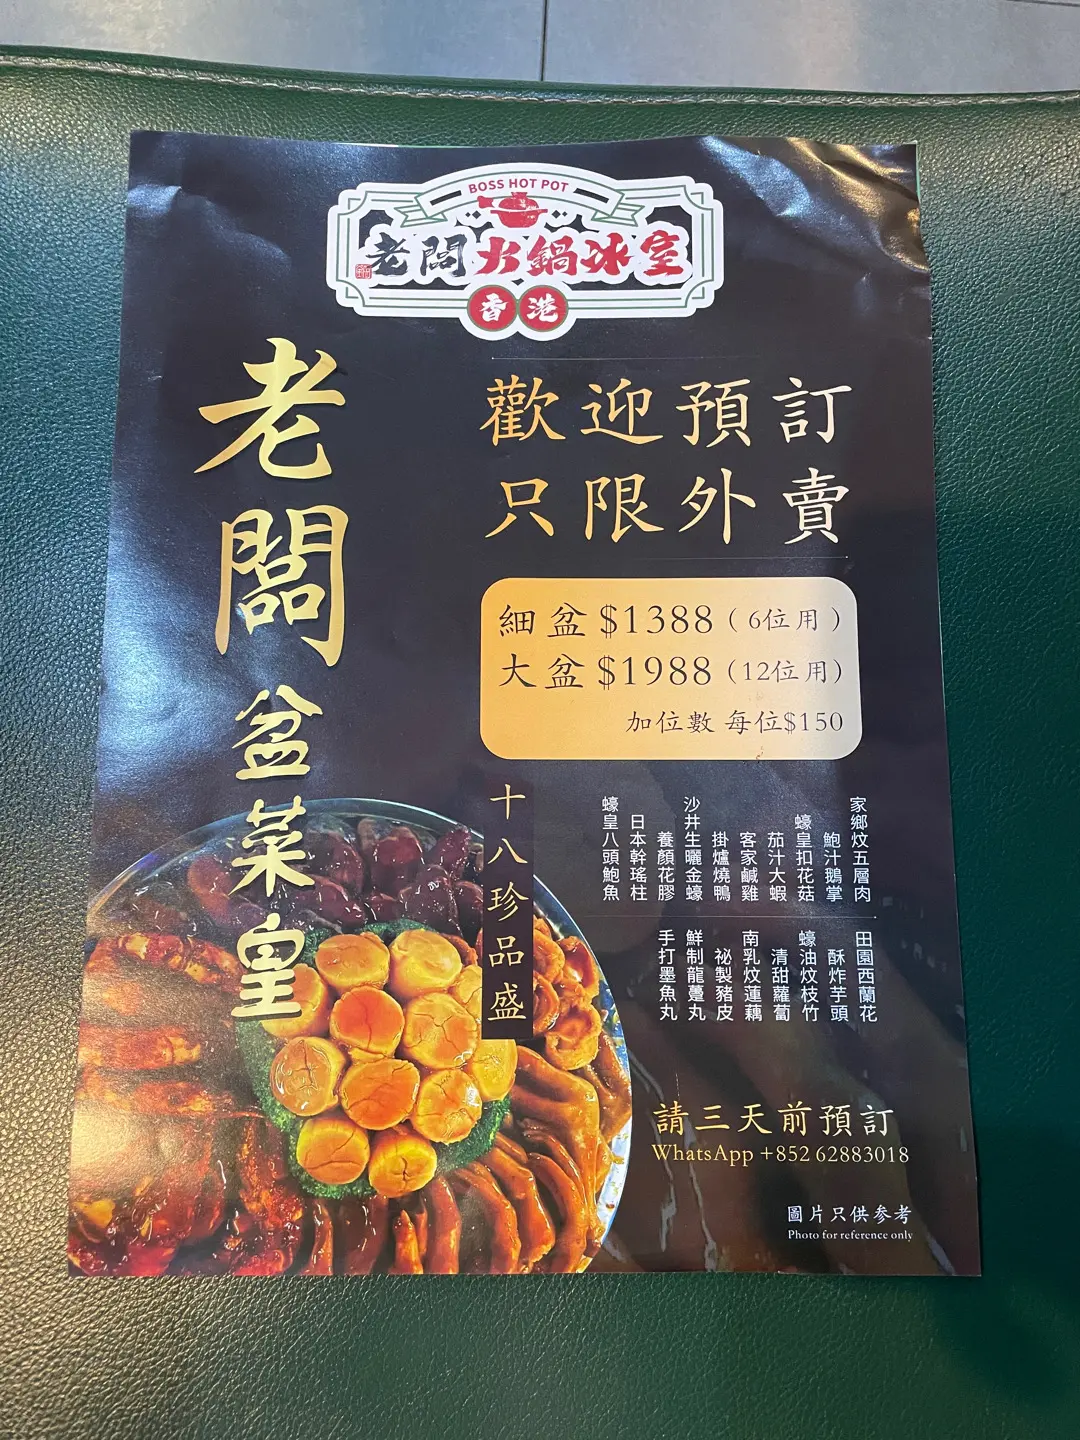 BOSS HOT POT
老闆火鍋冰室
香港
老闆盆菜皇
歡迎預訂
只限外賣
細盆 $1388 ( 6位用 )
大盆 $1988 (12位用)
加位數 每位$150
十八珍品盛
家鄉炆五層肉
鮑汁鵝掌
蠔皇扣花菇
茄汁大蝦
客家鹹雞
掛爐燒鴨
沙井生曬金蠔
養顏花膠
日本幹瑤柱
蠔皇八頭鮑魚
田園西蘭花
酥炸芋頭
蠔油炆枝竹
清甜蘿蔔
南乳炆蓮藕
祕製豬皮
鮮制龍躉丸
手打墨魚丸
請三天前預訂
WhatsApp +852 62883018
圖片只供參考
Photo for reference only